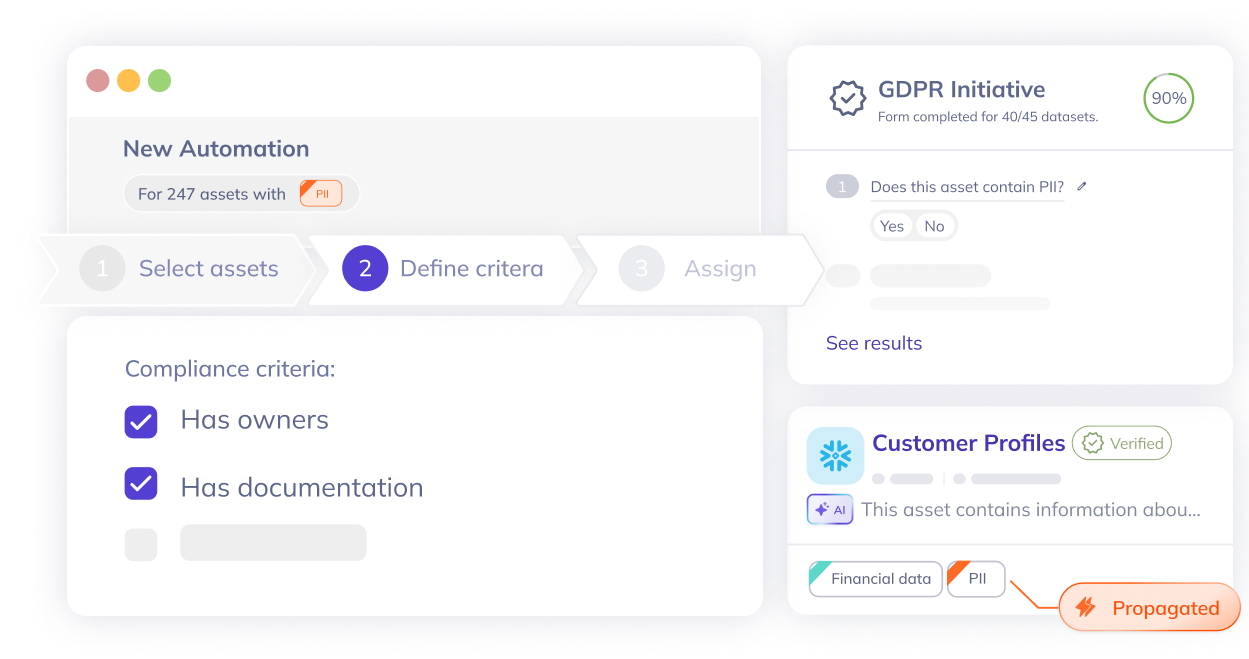 New Automation
For 247 assets with PII
1 Select assets
2 Define critera
3 Assign
Compliance criteria:
Has owners
Has documentation
GDPR Initiative
Form completed for 40/45 datasets.
90%
1 Does this asset contain PII?
Yes No
See results
Customer Profiles Verified
AI This asset contains information abou...
Financial data PII
Propagated